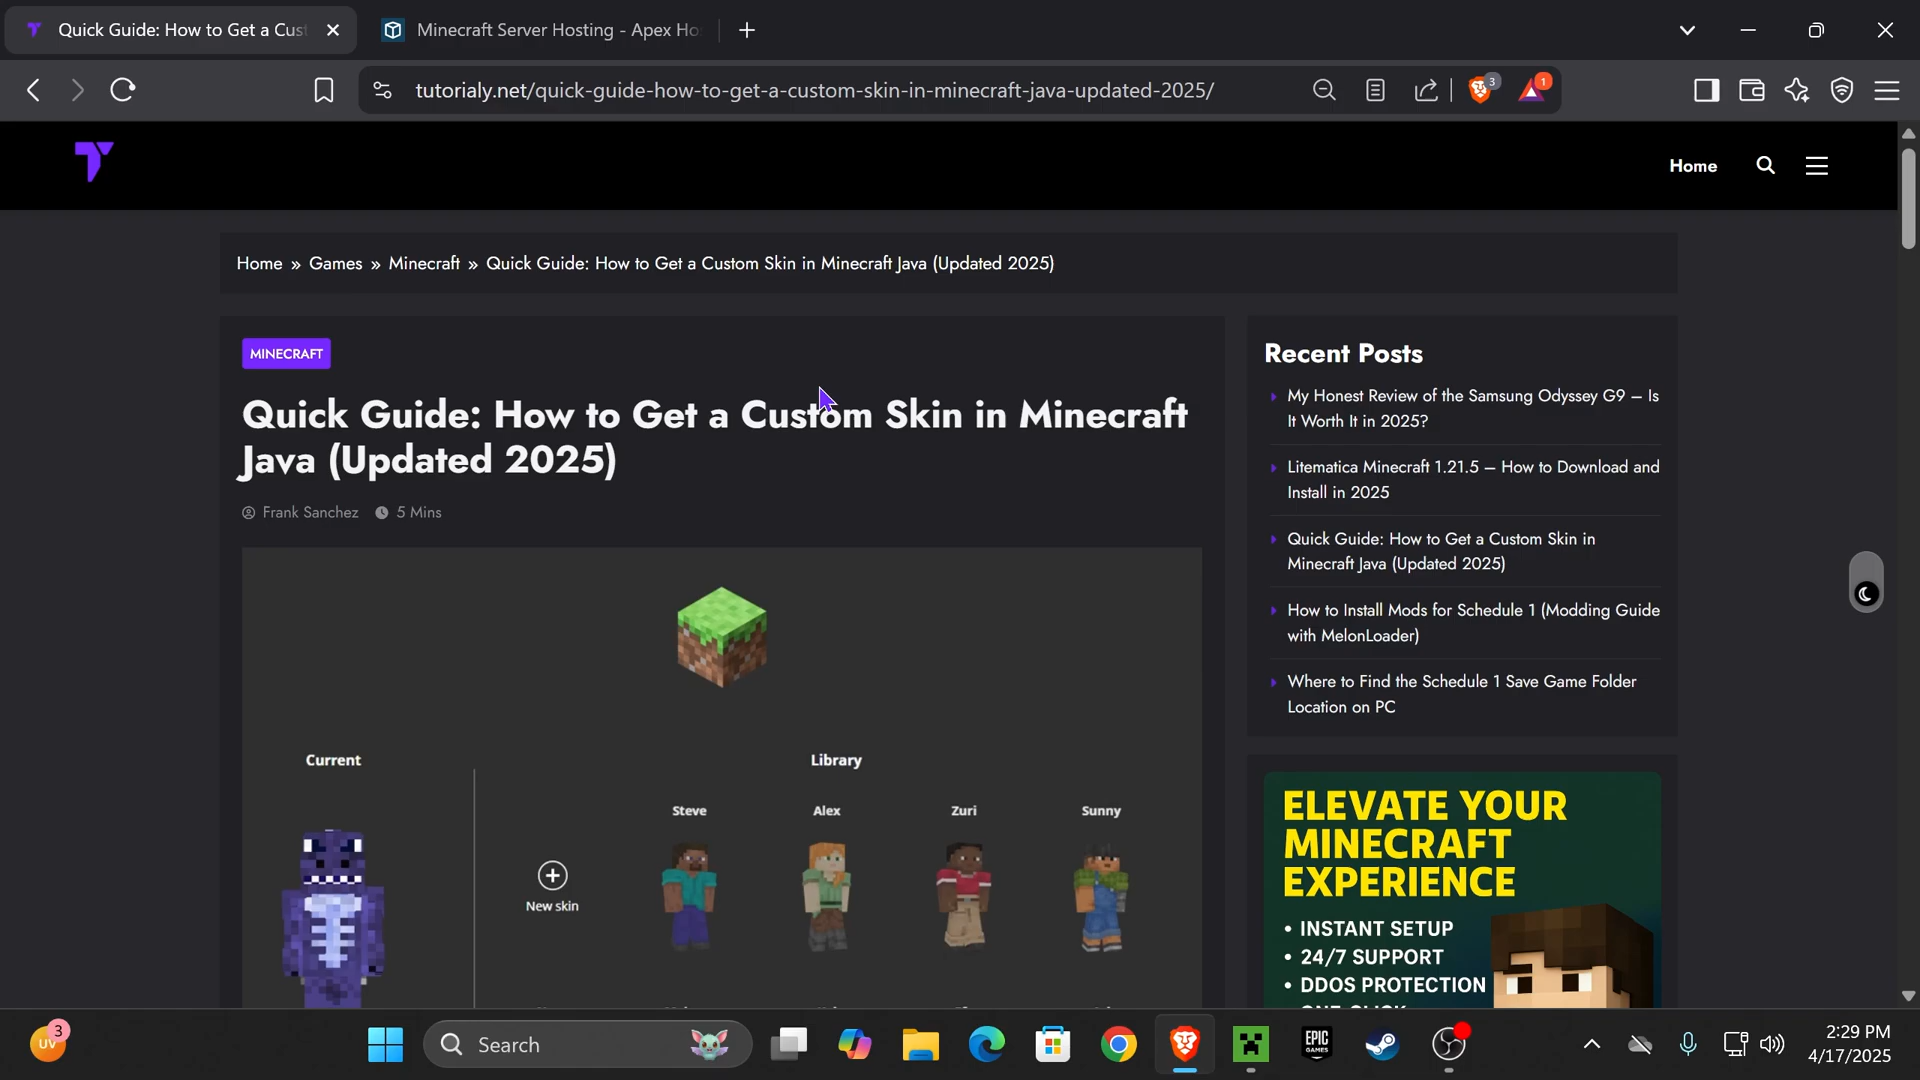 Quick Guide: How to Get a Cus
Minecraft Server Hosting - Apex Ho
tutorialy.net/quick-guide-how-to-get-a-custom-skin-in-minecraft-java-updated-2025/
3
1
Home
Home » Games » Minecraft » Quick Guide: How to Get a Custom Skin in Minecraft Java (Updated 2025)
MINECRAFT
Quick Guide: How to Get a Custom Skin in Minecraft
Java (Updated 2025)
Frank Sanchez 5 Mins
Current
Library
Steve
Alex
Zuri
Sunny
New skin
Recent Posts
My Honest Review of the Samsung Odyssey G9 – Is
It Worth It in 2025?
Litematica Minecraft 1.21.5 – How to Download and
Install in 2025
Quick Guide: How to Get a Custom Skin in
Minecraft Java (Updated 2025)
How to Install Mods for Schedule 1 (Modding Guide
with MelonLoader)
Where to Find the Schedule 1 Save Game Folder
Location on PC
ELEVATE YOUR
MINECRAFT
EXPERIENCE
• INSTANT SETUP
• 24/7 SUPPORT
• DDOS PROTECTION
UV
3
Search
EPIC
GAMES
2:29 PM
4/17/2025